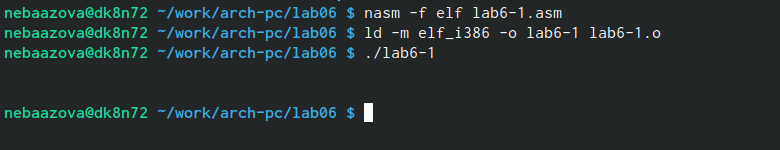 nebaazova@dk8n72 ~/work/arch-pc/lab06 $ nasm -f elf lab6-1.asm
nebaazova@dk8n72 ~/work/arch-pc/lab06 $ ld -m elf_i386 -o lab6-1 lab6-1.o
nebaazova@dk8n72 ~/work/arch-pc/lab06 $ ./lab6-1
nebaazova@dk8n72 ~/work/arch-pc/lab06 $